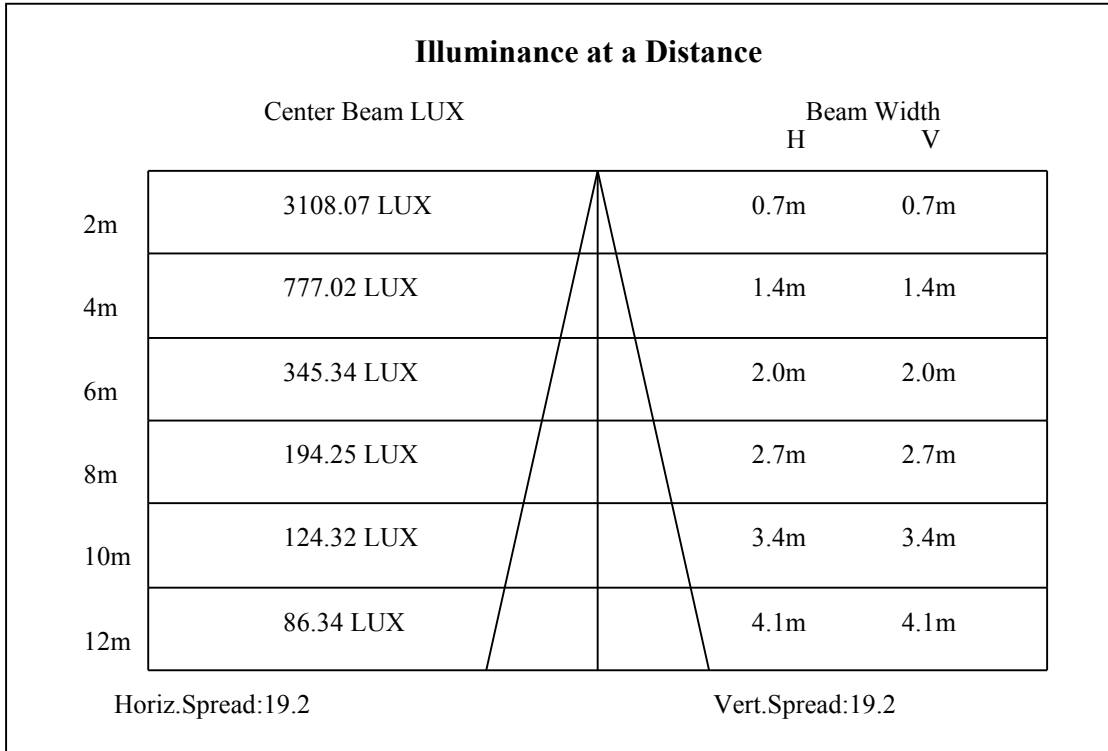 Illuminance at a Distance
Center Beam LUX Beam Width
H V
2m 3108.07 LUX 0.7m 0.7m
4m 777.02 LUX 1.4m 1.4m
6m 345.34 LUX 2.0m 2.0m
8m 194.25 LUX 2.7m 2.7m
10m 124.32 LUX 3.4m 3.4m
12m 86.34 LUX 4.1m 4.1m
Horiz.Spread:19.2 Vert.Spread:19.2